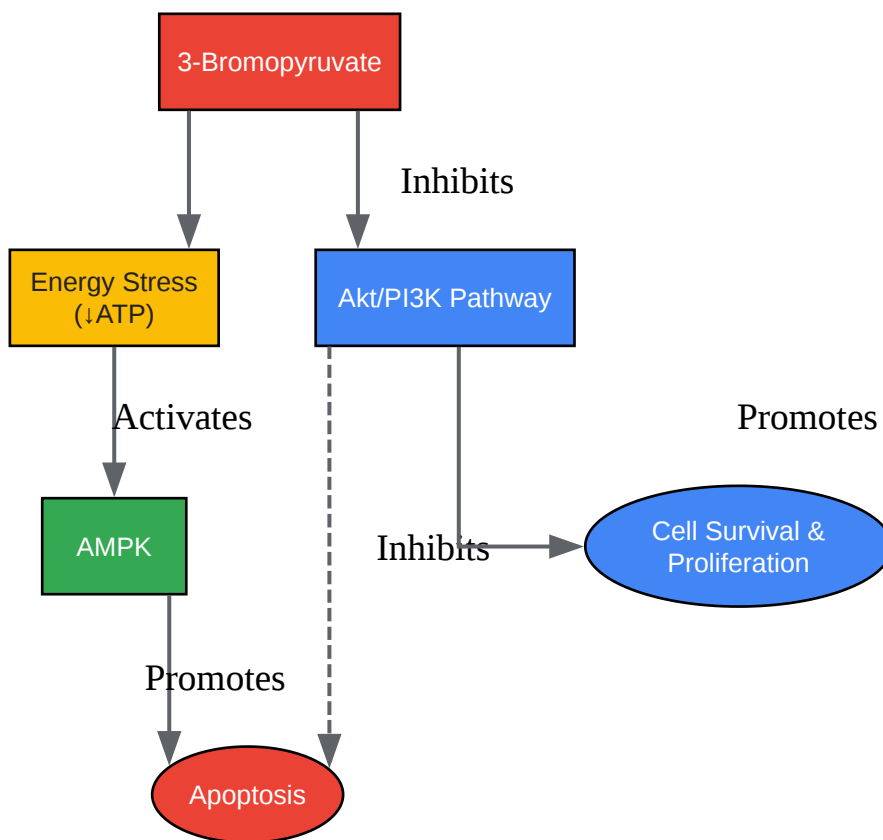 3-Bromopyruvate
Inhibits
Energy Stress
(↓ATP)
Akt/PI3K Pathway
Activates
Promotes
AMPK
Inhibits
Cell Survival &
Proliferation
Promotes
Apoptosis